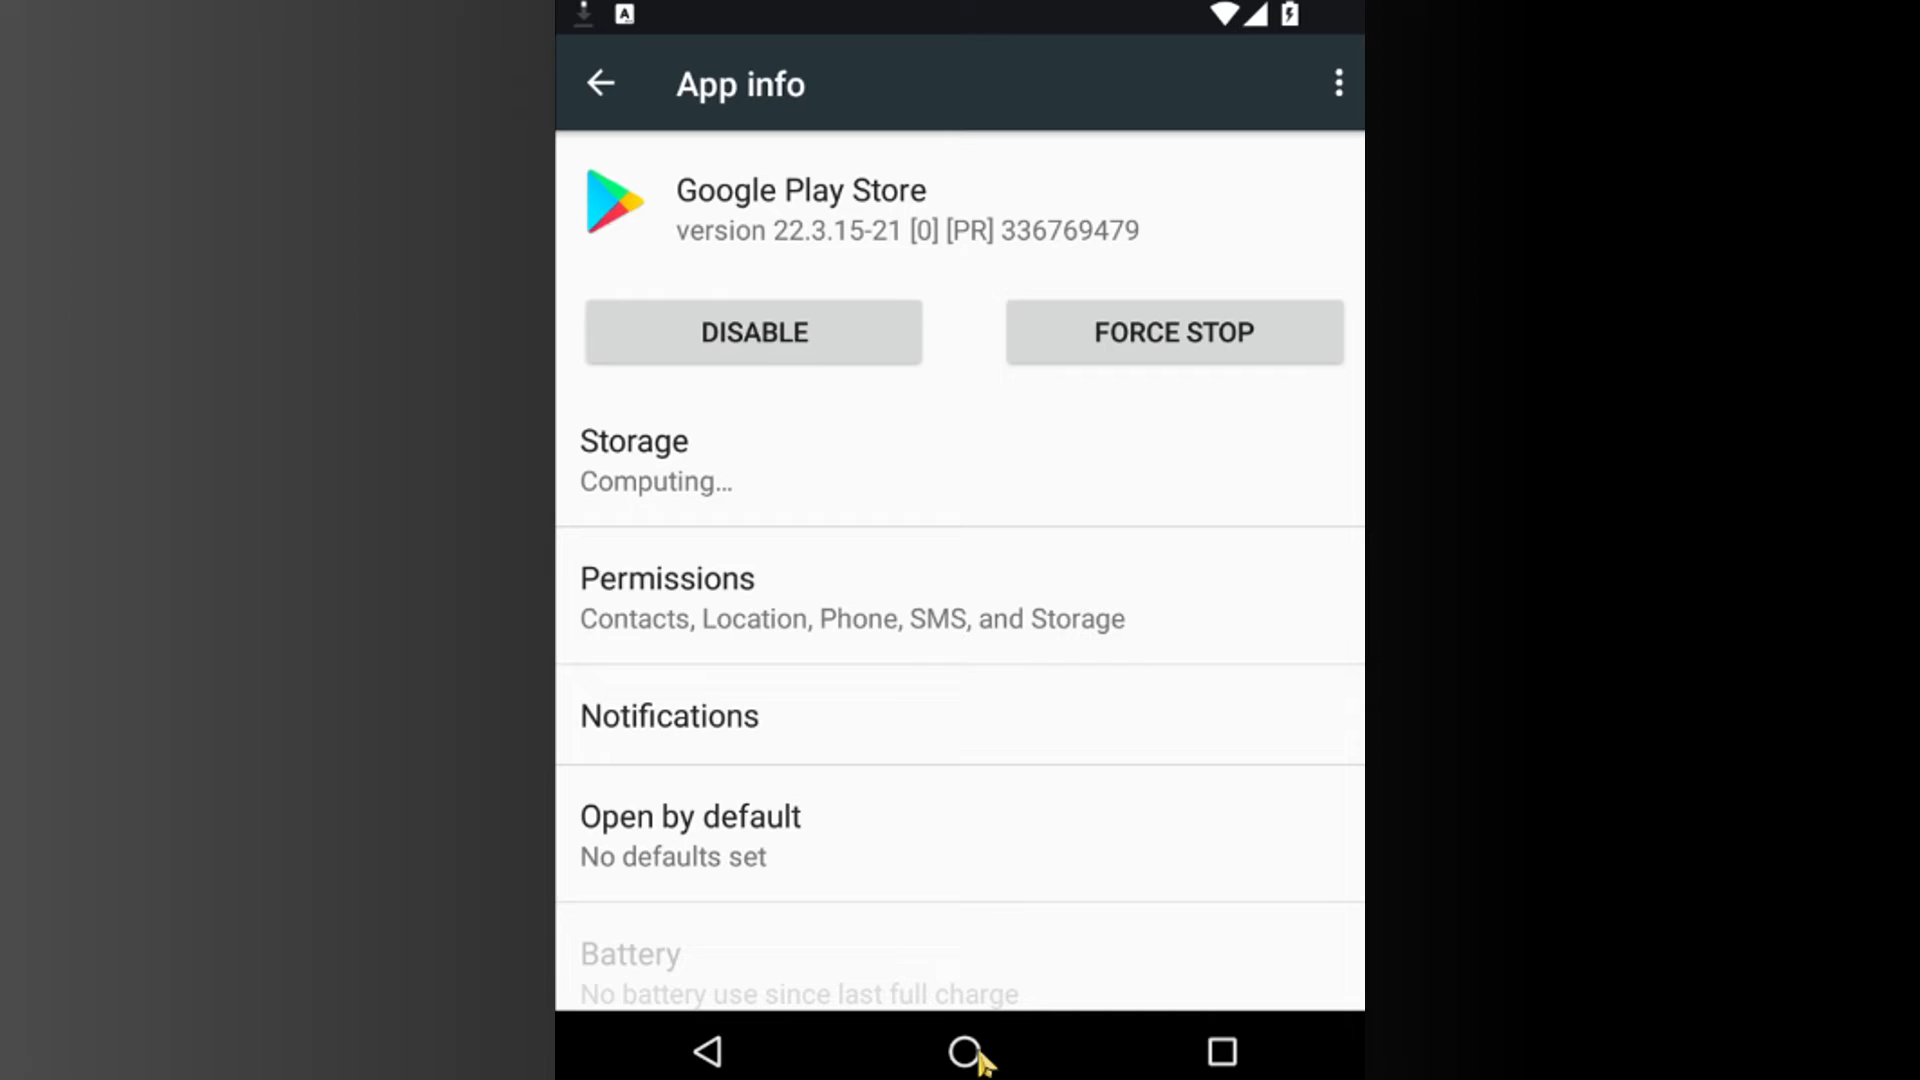 A
App info
Google Play Store
version 22.3.15-21 [0] [PR] 336769479
DISABLE
FORCE STOP
Storage
Computing...
Permissions
Contacts, Location, Phone, SMS, and Storage
Notifications
Open by default
No defaults set
Battery
No battery use since last full charge